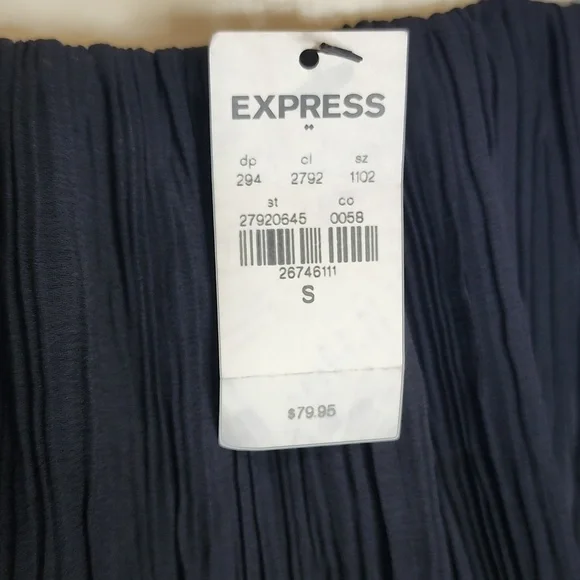 EXPRESS
dp cl sz
294 2792 1102
st co
27920645 0058
26746111
S
$79.95